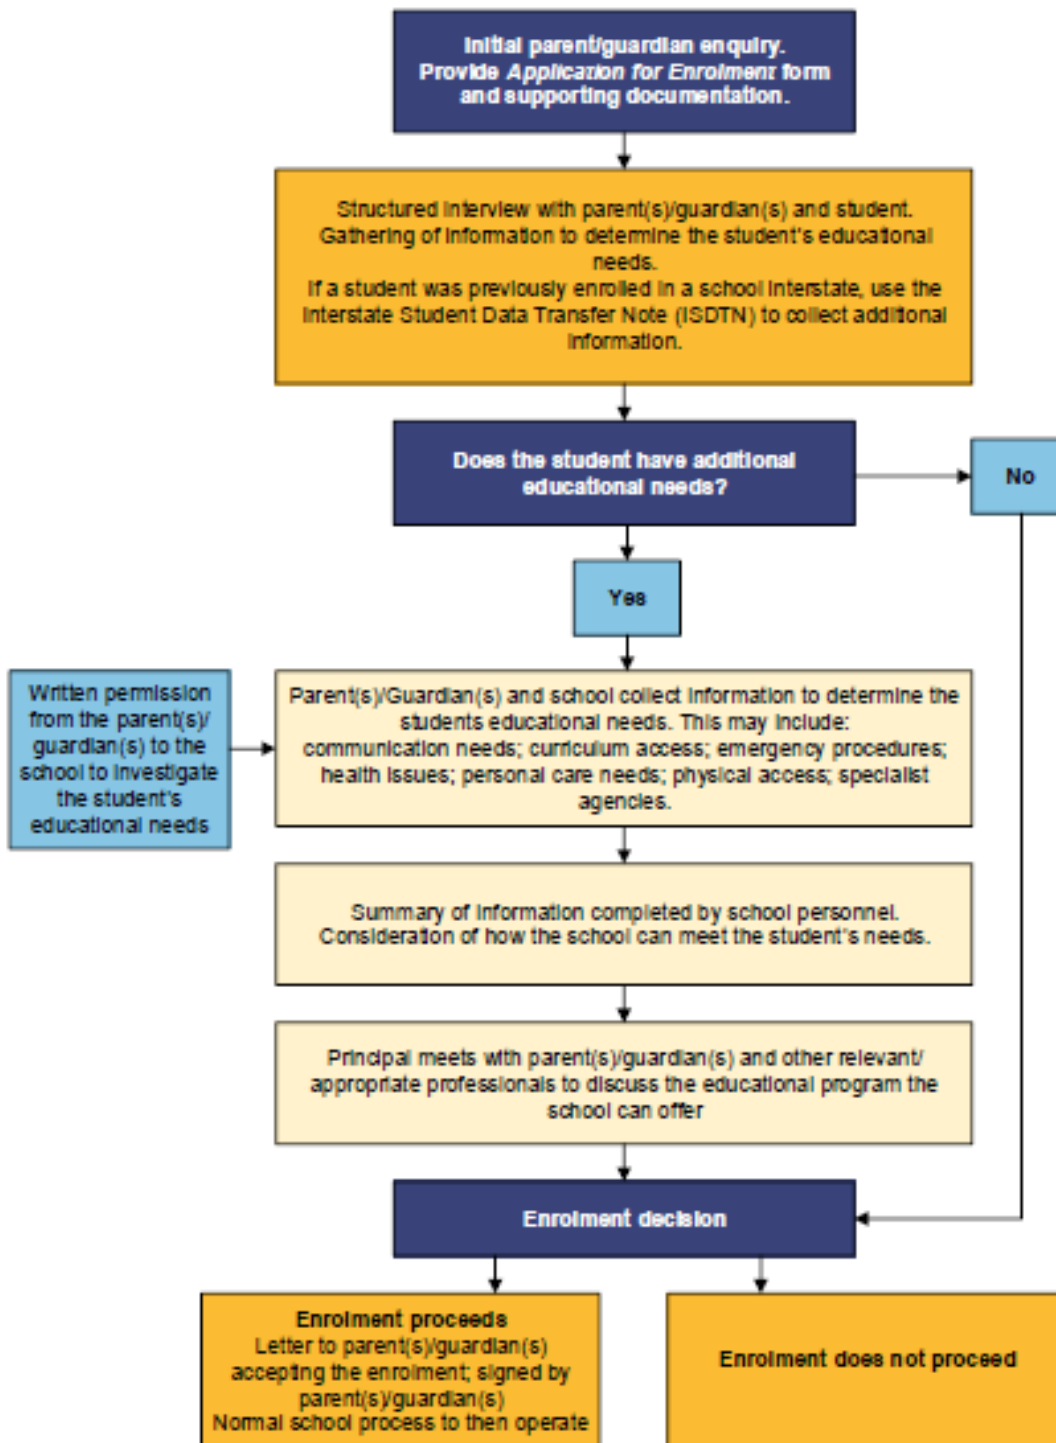 Initial parent/guardian enquiry.
Provide Application for Enrolment form
and supporting documentation.
Structured interview with parent(s)/guardian(s) and student.
Gathering of information to determine the student's educational
needs.
If a student was previously enrolled in a school interstate, use the
Interstate Student Data Transfer Note (ISDTN) to collect additional
information.
Does the student have additional
educational needs?
No
Yes
Written permission
from the parent(s)/
guardian(s) to the
school to investigate
the student's
educational needs
Parent(s)/Guardian(s) and school collect information to determine the
students educational needs. This may include:
communication needs; curriculum access; emergency procedures;
health issues; personal care needs; physical access; specialist
agencies.
Summary of information completed by school personnel.
Consideration of how the school can meet the student's needs.
Principal meets with parent(s)/guardian(s) and other relevant/
appropriate professionals to discuss the educational program the
school can offer
Enrolment decision
Enrolment proceeds
Letter to parent(s)/guardian(s)
accepting the enrolment; signed by
parent(s)/guardian(s)
Normal school process to then operate
Enrolment does not proceed